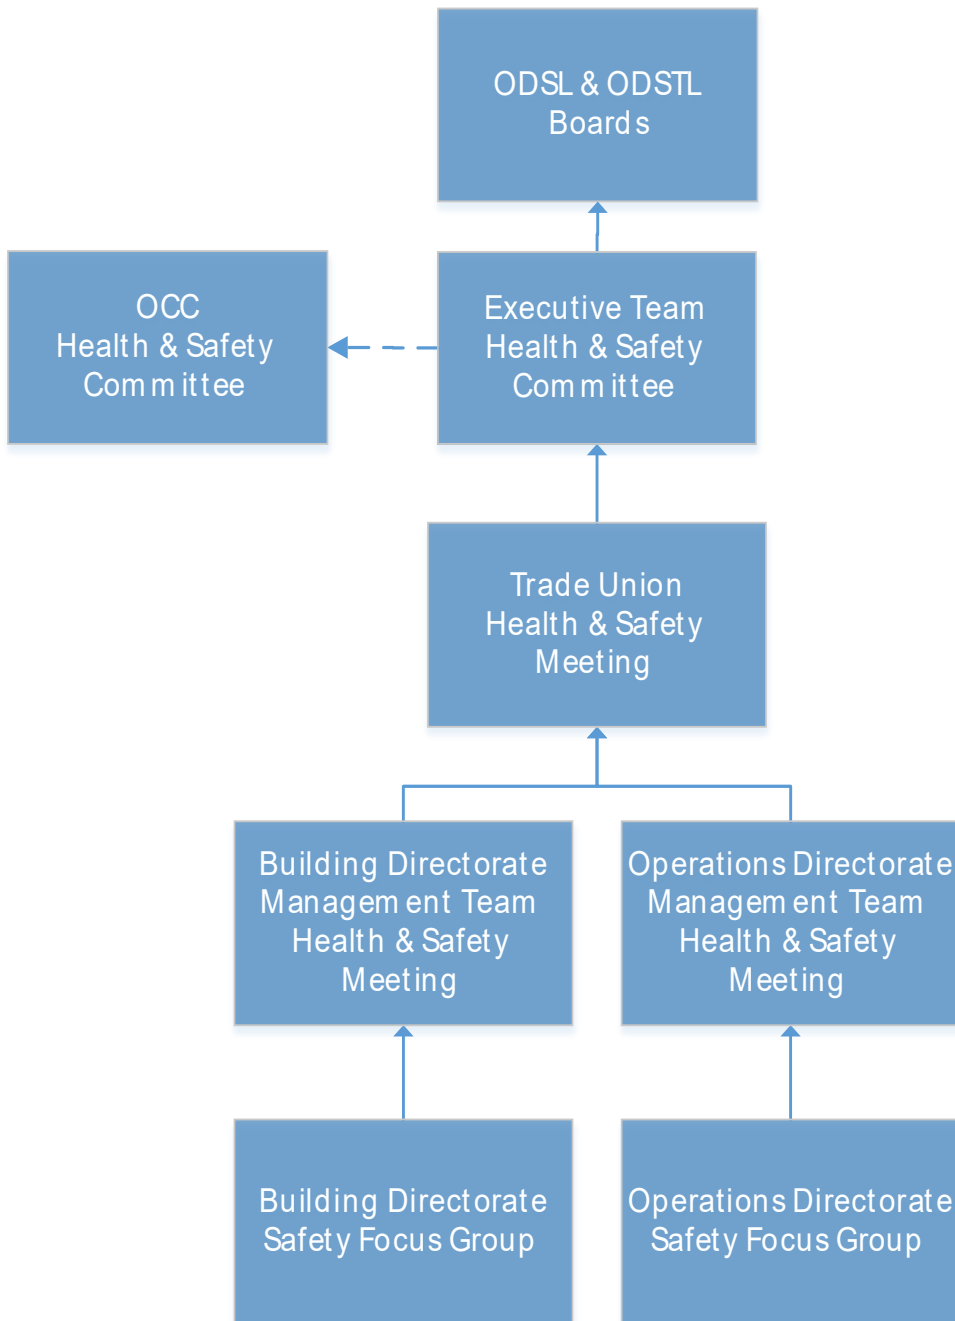 ODSL & ODSTL
Boards
OCC
Health & Safety
Committee
Executive Team
Health & Safety
Committee
Trade Union
Health & Safety
Meeting
Building Directorate
Management Team
Health & Safety
Meeting
Operations Directorate
Management Team
Health & Safety
Meeting
Building Directorate
Safety Focus Group
Operations Directorate
Safety Focus Group